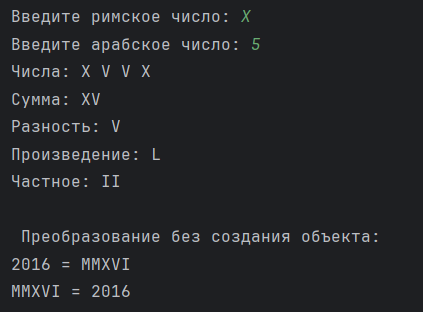 Введите римское число: X
Введите арабское число: 5
Числа: X V V X
Сумма: XV
Разность: V
Произведение: L
Частное: II
Преобразование без создания объекта:
2016 = MMXVI
MMXVI = 2016